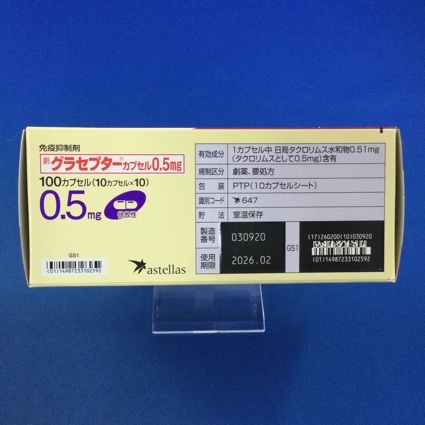 免疫抑制剤
劇 グラセプター®カプセル0.5mg
100カプセル(10カプセル×10)
0.5mg
徐放性
GS1
(01)14987233102592
astellas
有効成分 1カプセル中 日局タクロリムス水和物0.51mg
(タクロリムスとして0.5mg)含有
規制区分 劇薬、要処方
包 装 PTP(10カプセルシート)
識別コード 647
貯 法 室温保存
製造番号 030920
使用期限 2026.02
GS1
(17)260200(10)030920
(01)14987233102592